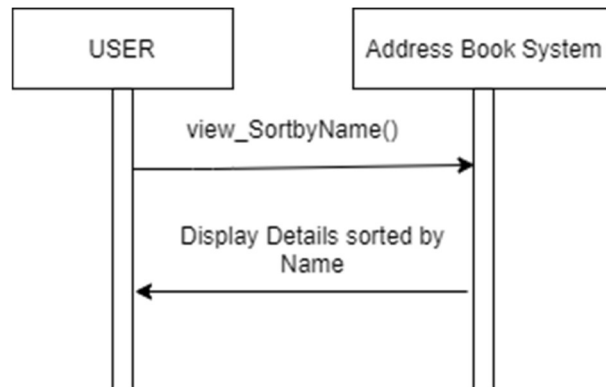 USER
Address Book System
view_SortbyName()
Display Details sorted by
Name